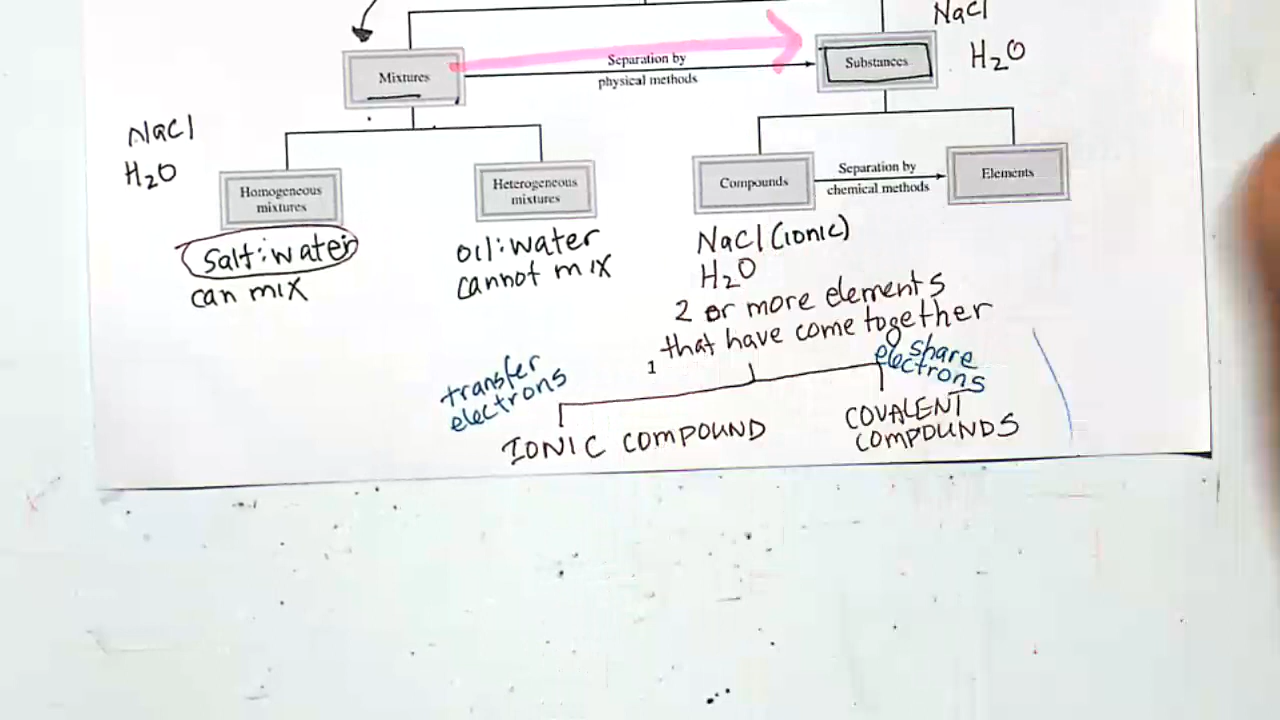 NaCl
H₂O
Mixtures
Separation by
physical methods
Substances
NaCl
H₂O
Homogeneous
mixtures
Heterogeneous
mixtures
Compounds
Separation by
chemical methods
Elements
Salt:water
can mix
oil:water
cannot mix
NaCl (ionic)
H₂O
2 or more elements
that have come together
1
transfer
electrons
share
electrons
IONIC COMPOUND
COVALENT
COMPOUNDS